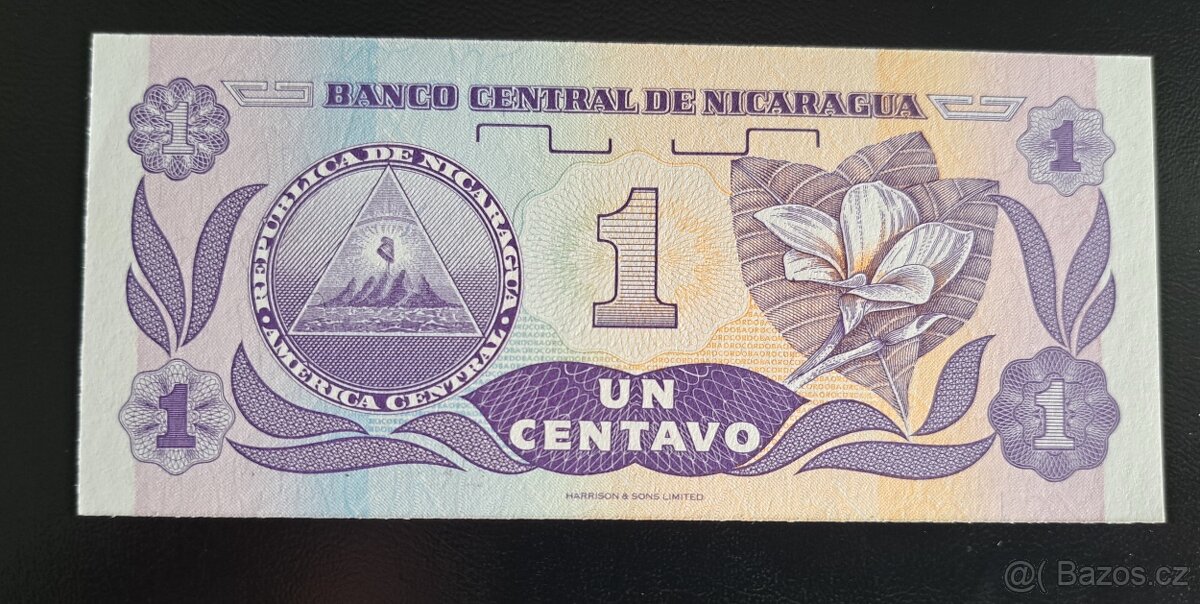 BANCO CENTRAL DE NICARAGUA
1
1
REPÚBLICA DE NICARAGUA
AMERICA CENTRAL
1
1
1
UN
CENTAVO
HARRISON & SONS LIMITED
@( Bazos.cz